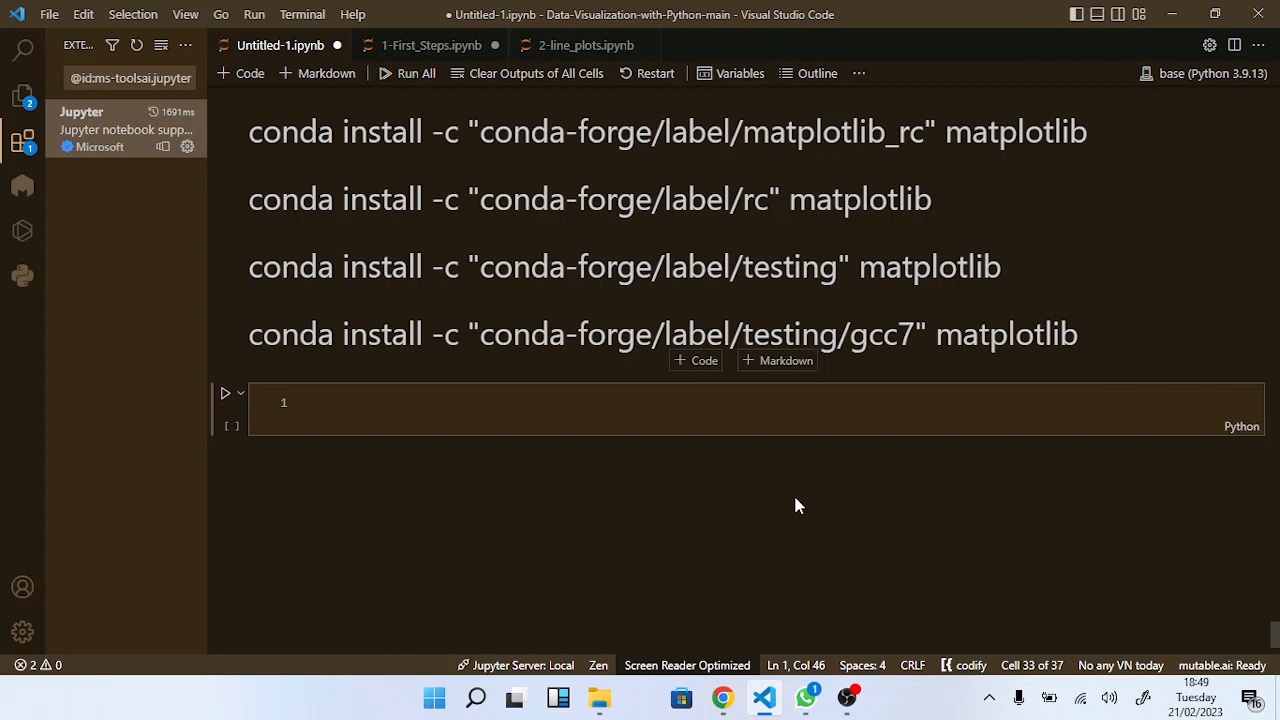 File Edit Selection View Go Run Terminal Help
Untitled-1.ipynb - Data-Visualization-with-Python-main - Visual Studio Code
EXTE...
Untitled-1.ipynb
1-First_Steps.ipynb
2-line_plots.ipynb
@id:ms-toolsai.jupyter
Code
Markdown
Run All
Clear Outputs of All Cells
Restart
Variables
Outline
base (Python 3.9.13)
Jupyter 1691ms
Jupyter notebook supp...
Microsoft
2
1
conda install -c "conda-forge/label/matplotlib_rc" matplotlib
conda install -c "conda-forge/label/rc" matplotlib
conda install -c "conda-forge/label/testing" matplotlib
conda install -c "conda-forge/label/testing/gcc7" matplotlib
Code
Markdown
1
[ ]
Python
2 0
Jupyter Server: Local
Zen
Screen Reader Optimized
Ln 1, Col 46
Spaces: 4
CRLF
codify
Cell 33 of 37
No any VN today
mutableai: Ready
1
18:49
Tuesday
21/02/2023
16